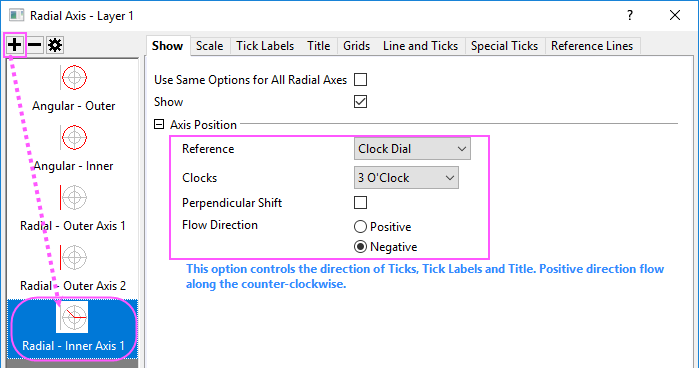 Radial Axis - Layer 1
Show Scale Tick Labels Title Grids Line and Ticks Special Ticks Reference Lines
Angular - Outer
Angular - Inner
Radial - Outer Axis 1
Radial - Outer Axis 2
Radial - Inner Axis 1
Use Same Options for All Radial Axes
Show
Axis Position
Reference Clock Dial
Clocks 3 O'Clock
Perpendicular Shift
Flow Direction Positive
Negative
This option controls the direction of Ticks, Tick Labels and Title. Positive direction flow
along the counter-clockwise.